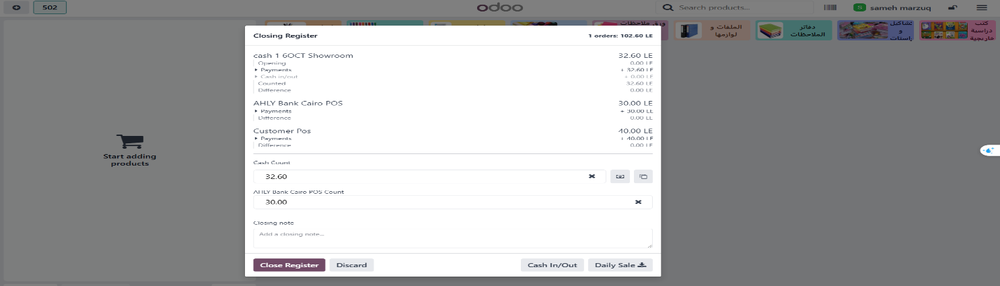 502
odoo
Search products...
S sameh marzuq
ورق ملاحظات
الملفات و
لوازمها
دفاتر
الملاحظات
كتب
دراسية
خارجية
Closing Register
1 orders: 102.60 LE
cash 1 6OCT Showroom 32.60 LE
Opening 0.00 LE
Payments + 32.60 LE
Cash in/out + 0.00 LE
Counted 32.60 LE
Difference 0.00 LE
AHLY Bank Cairo POS 30.00 LE
Payments + 30.00 LE
Difference 0.00 LE
Customer Pos 40.00 LE
Payments + 40.00 LE
Difference 0.00 LE
Start adding
products
Cash Count
32.60
AHLY Bank Cairo POS Count
30.00
Closing note
Add a closing note...
Close Register Discard Cash In/Out Daily Sale